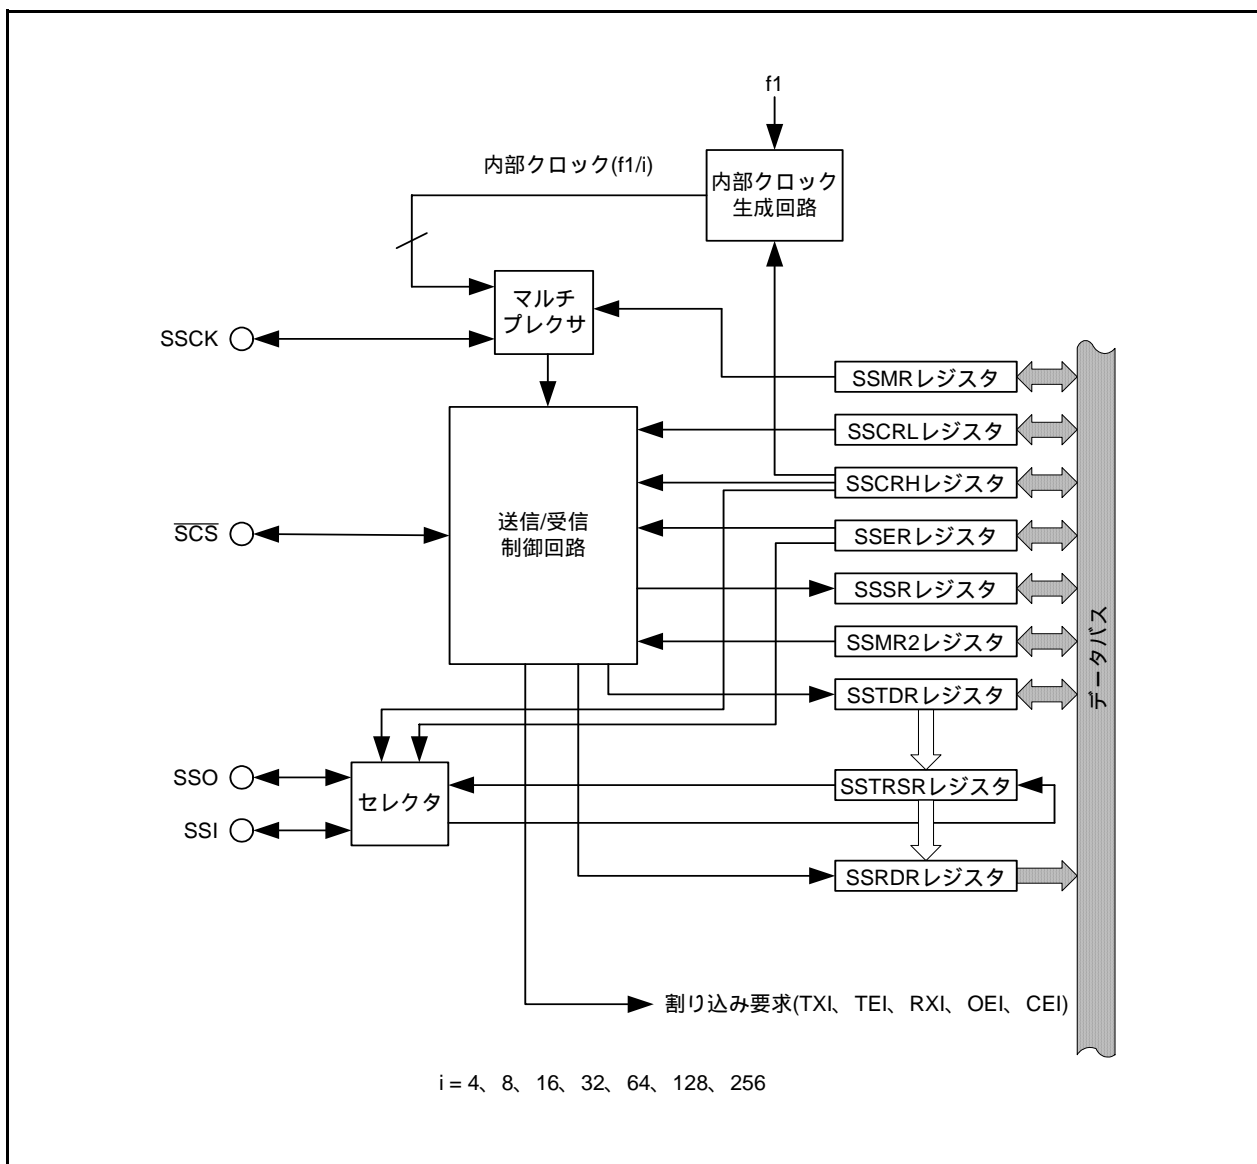 f1
内部クロック(f1/i)
内部クロック
生成回路
マルチ
プレクサ
SSCK
SSMRレジスタ
SSCRLレジスタ
SSCRHレジスタ
送信/受信
制御回路
SCS
SSERレジスタ
SSSRレジスタ
SSMR2レジスタ
データバス
SSTDRレジスタ
SSO
SSTRSRレジスタ
セレクタ
SSI
SSRDRレジスタ
割り込み要求(TXI、TEI、RXI、OEI、CEI)
i = 4、8、16、32、64、128、256